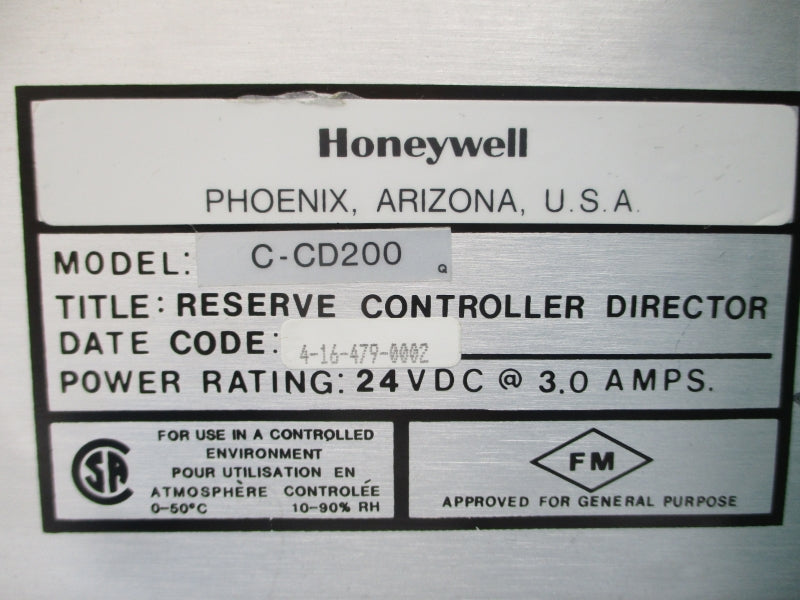 Honeywell
PHOENIX, ARIZONA, U.S.A.
MODEL: C-CD200 Q
TITLE: RESERVE CONTROLLER DIRECTOR
DATE CODE: 4-16-479-0002
POWER RATING: 24VDC @ 3.0 AMPS.
SA
FOR USE IN A CONTROLLED
ENVIRONMENT
POUR UTILISATION EN
ATMOSPHÈRE CONTROLÉE
0-50°C 10-90% RH
FM
APPROVED FOR GENERAL PURPOSE